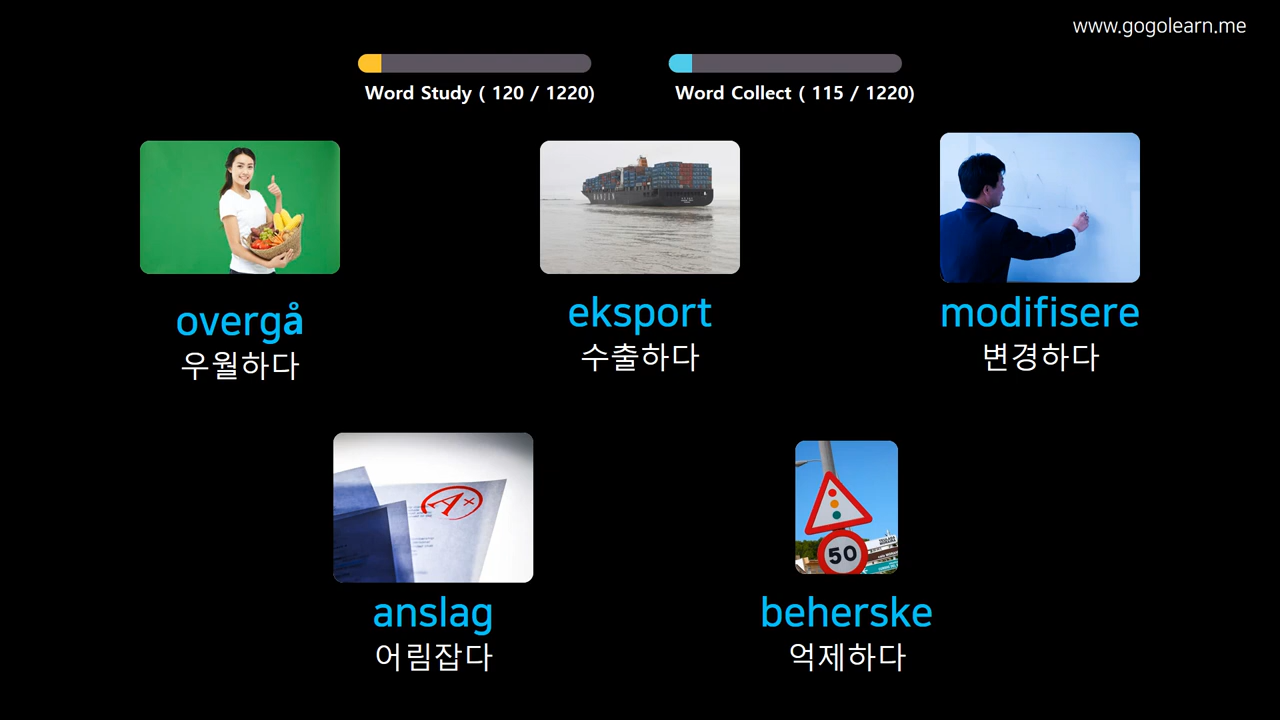 www.gogolearn.me
Word Study ( 120 / 1220)
Word Collect ( 115 / 1220)
overgå
우월하다
eksport
수출하다
modifisere
변경하다
A+
anslag
어림잡다
50
beherske
억제하다